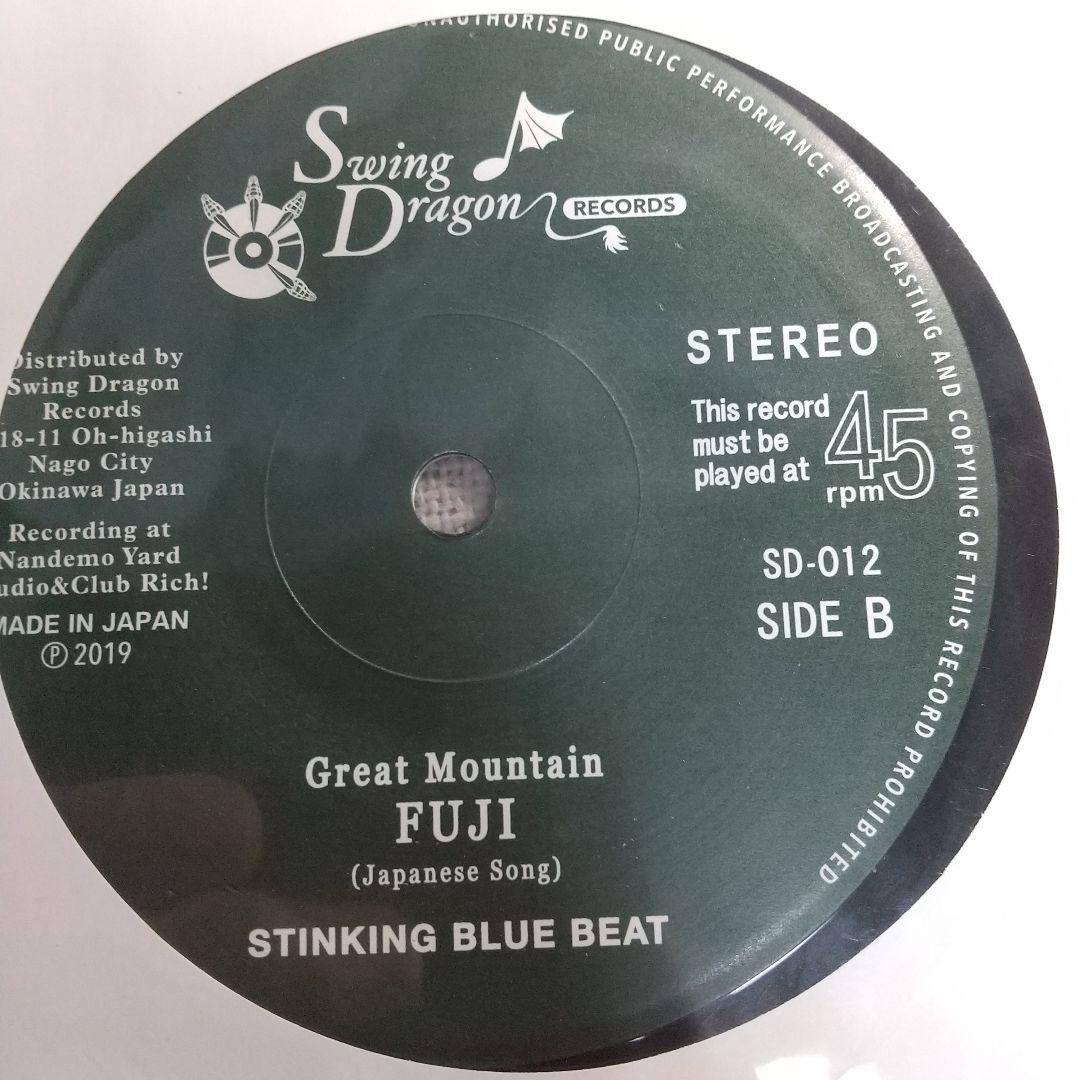 UNAUTHORISED PUBLIC PERFORMANCE BROADCASTING AND COPYING OF THIS RECORD PROHIBITED
Swing
Dragon
RECORDS
Distributed by
Swing Dragon
Records
18-11 Oh-higashi
Nago City
Okinawa Japan
Recording at
Nandemo Yard
&Club Rich!
MADE IN JAPAN
Ⓟ 2019
STEREO
This record
must be
played at
45
rpm
SD-012
SIDE B
Great Mountain
FUJI
(Japanese Song)
STINKING BLUE BEAT